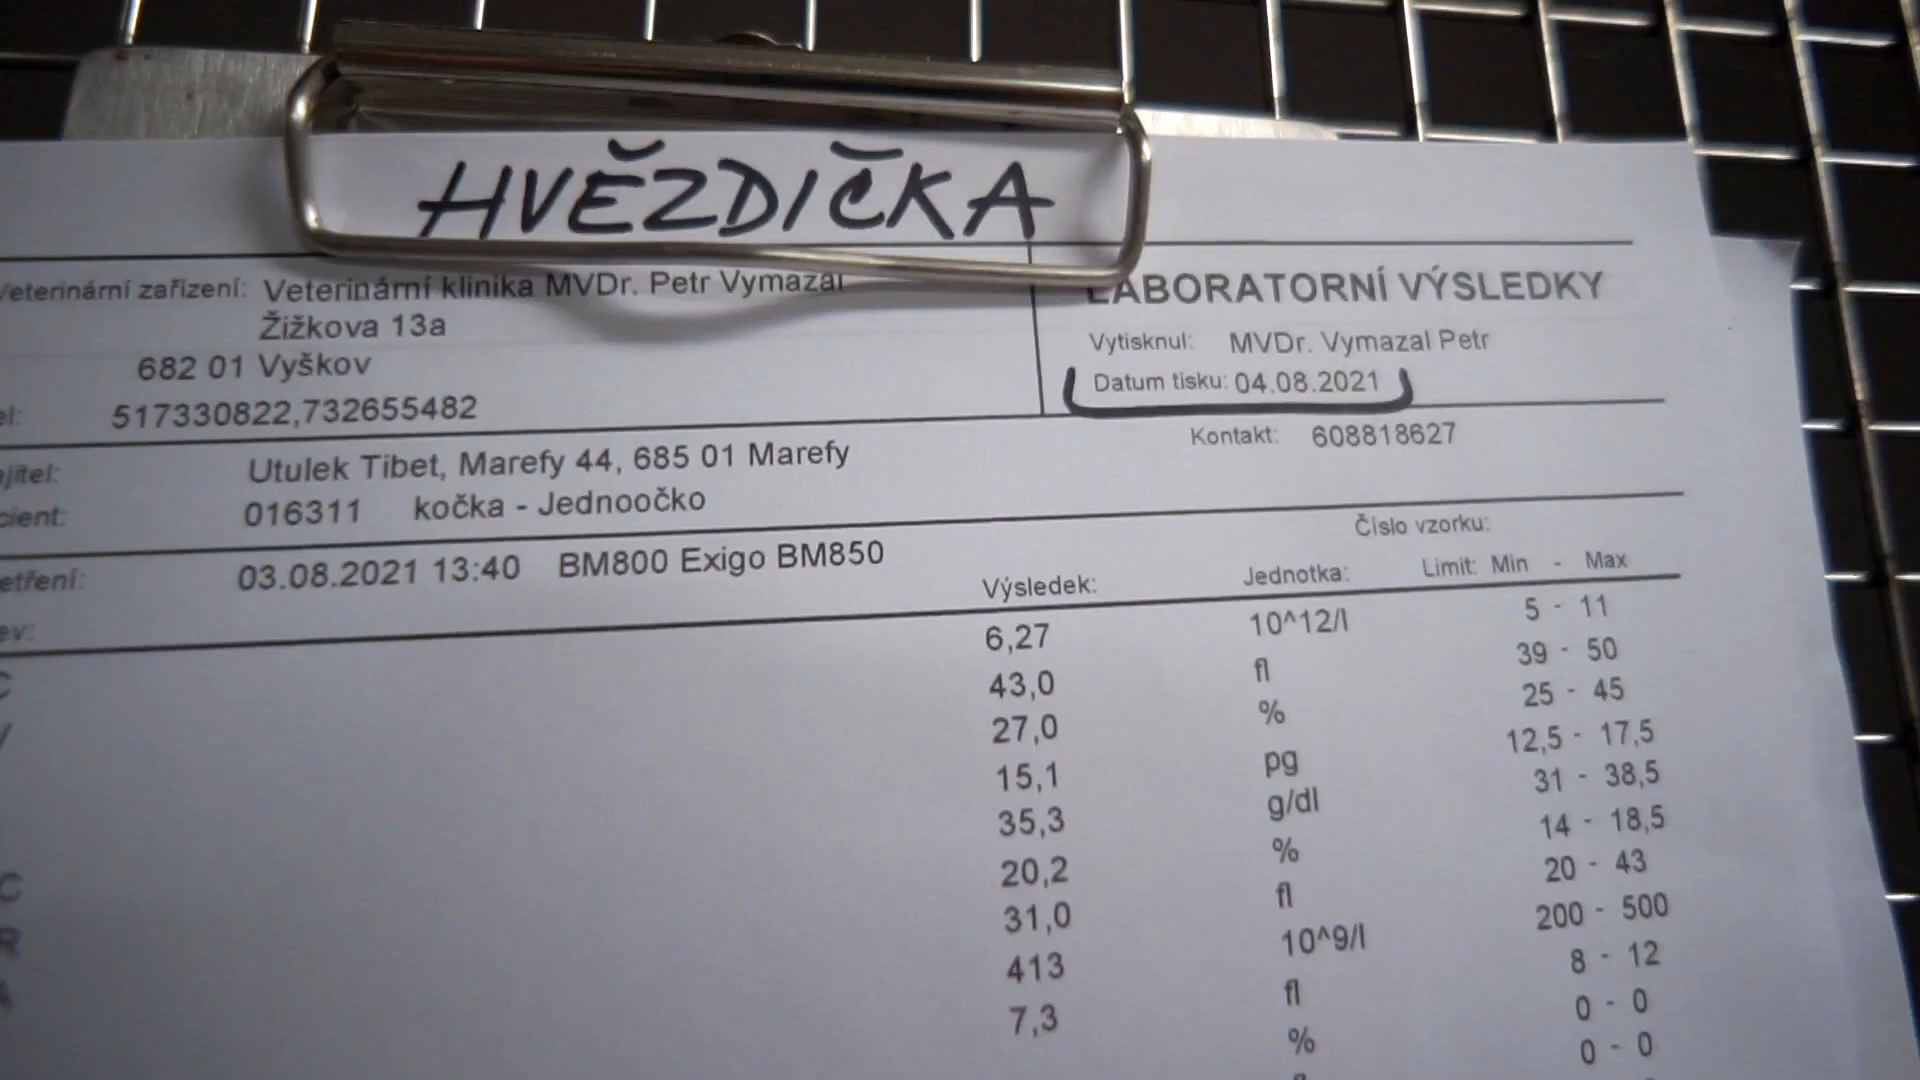 HVĚZDIČKA
Veterinární zařízení: Veterinární klinika MVDr. Petr Vymazal
Žižkova 13a
682 01 Vyškov
el: 517330822,732655482
LABORATORNÍ VÝSLEDKY
Vytisknul: MVDr. Vymazal Petr
Datum tisku: 04.08.2021
Kontakt: 608818627
jitel: Utulek Tibet, Marefy 44, 685 01 Marefy
cient: 016311 kočka - Jednoočko
Číslo vzorku:
etření: 03.08.2021 13:40 BM800 Exigo BM850
ev: Výsledek: Jednotka: Limit: Min - Max
C 6,27 10^12/l 5 - 11
43,0 fl 39 - 50
27,0 % 25 - 45
15,1 pg 12,5 - 17,5
35,3 g/dl 31 - 38,5
C 20,2 % 14 - 18,5
R 31,0 fl 20 - 43
A 413 10^9/l 200 - 500
7,3 fl 8 - 12
% 0 - 0
0 - 0